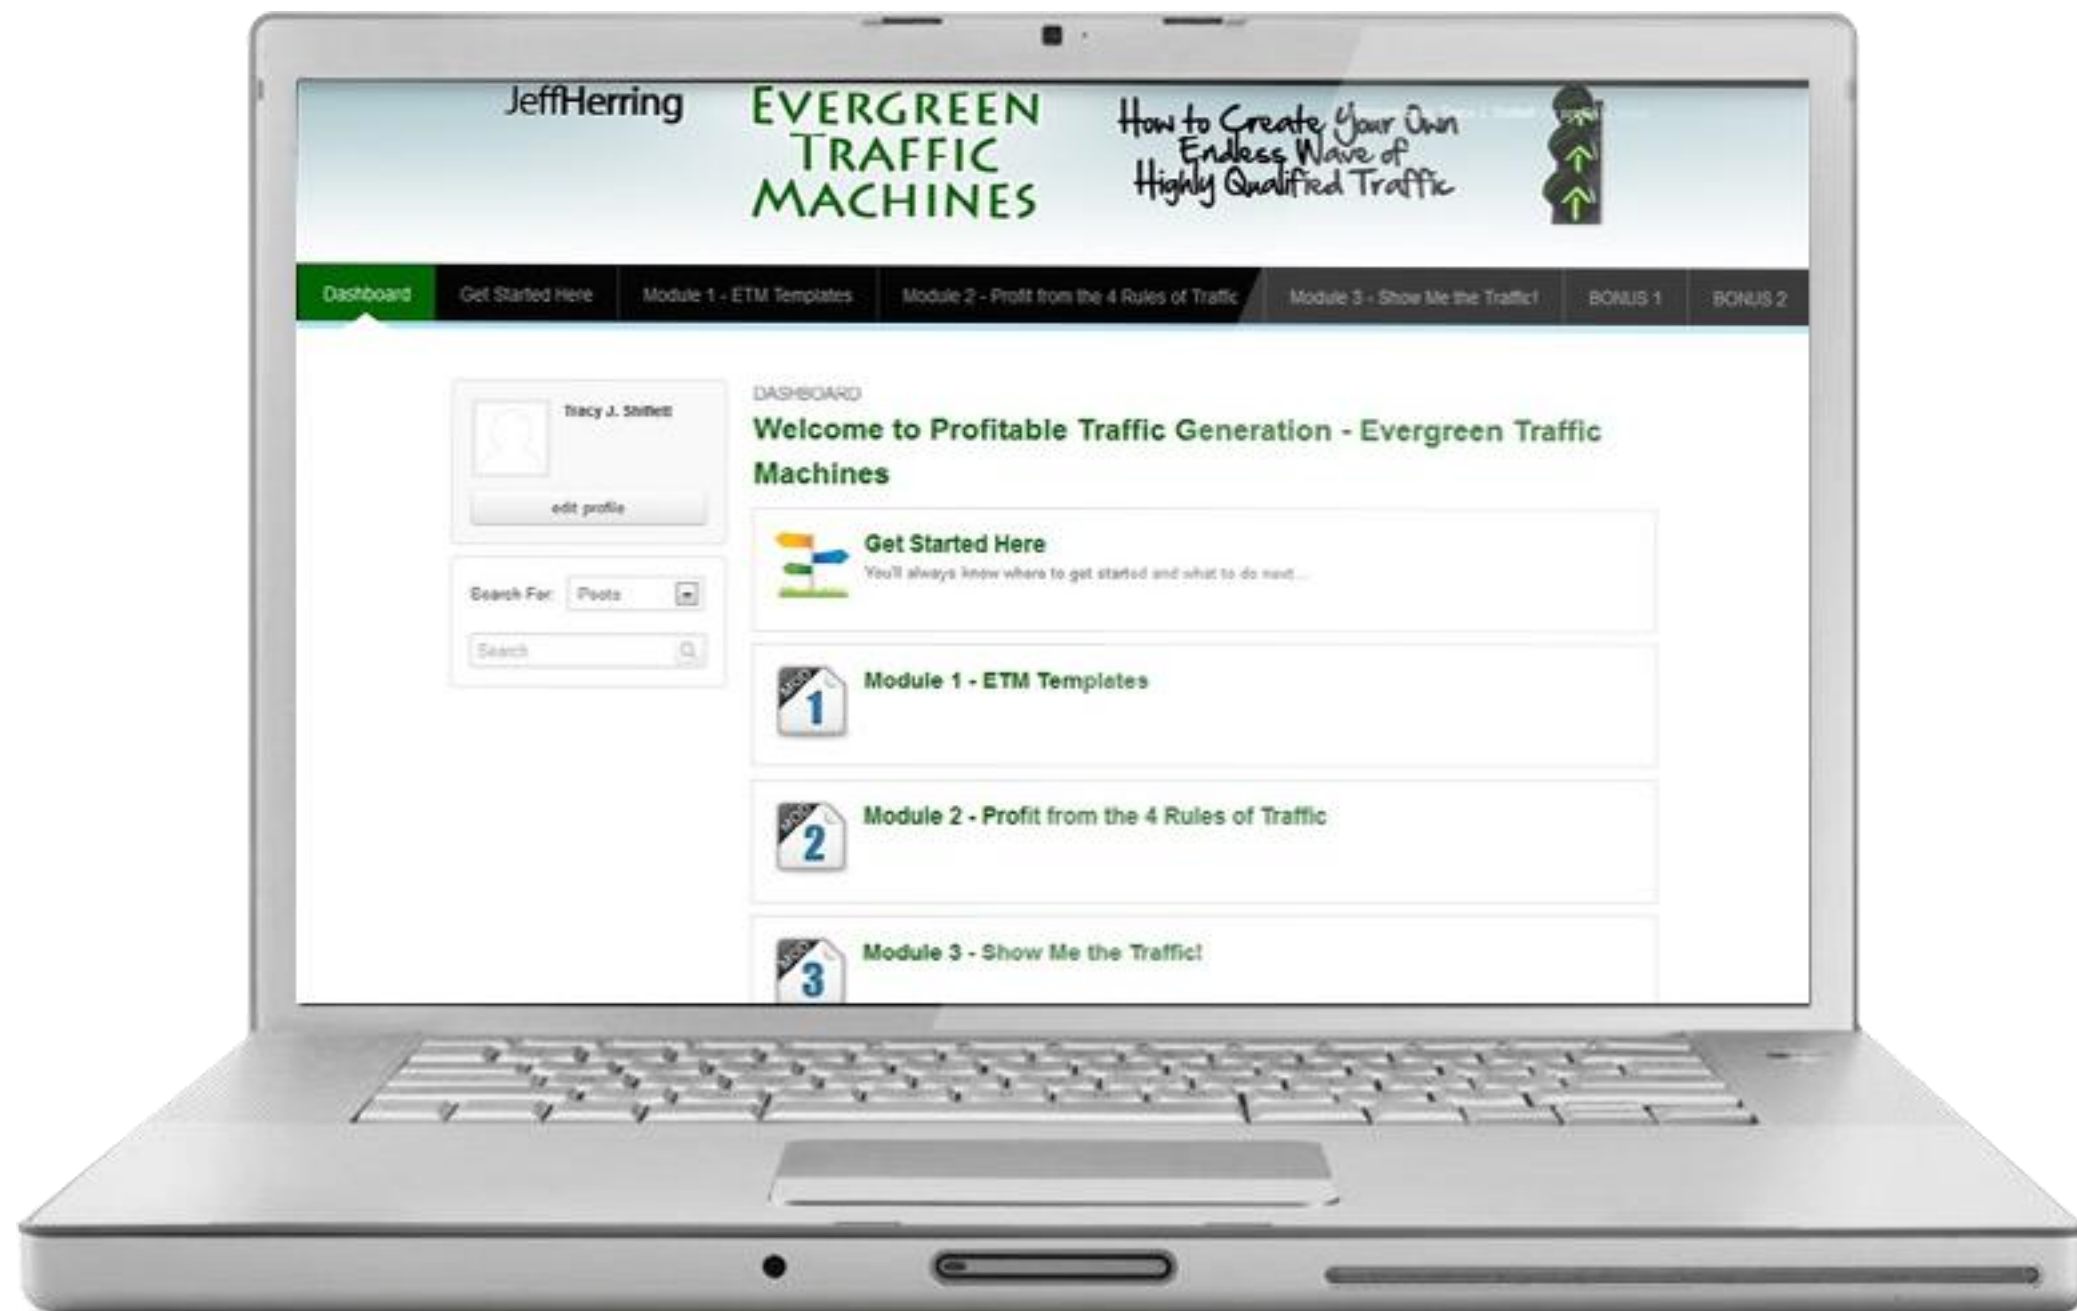 JeffHerring
EVERGREEN
TRAFFIC
MACHINES
How to Create Your Own
Endless Wave of
Highly Qualified Traffic
Dashboard
Get Started Here
Module 1 - ETM Templates
Module 2 - Profit from the 4 Rules of Traffic
Module 3 - Show Me the Traffic!
BONUS 1
BONUS 2
Tracy J. Shiflett
edit profile
Search For:
Posts
Search
DASHBOARD
Welcome to Profitable Traffic Generation - Evergreen Traffic
Machines
Get Started Here
You'll always know where to get started and what to do next...
MOD
1
Module 1 - ETM Templates
MOD
2
Module 2 - Profit from the 4 Rules of Traffic
MOD
3
Module 3 - Show Me the Traffic!